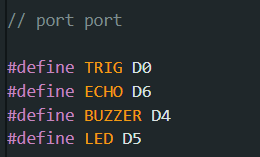 // port port
#define TRIG D0
#define ECHO D6
#define BUZZER D4
#define LED D5